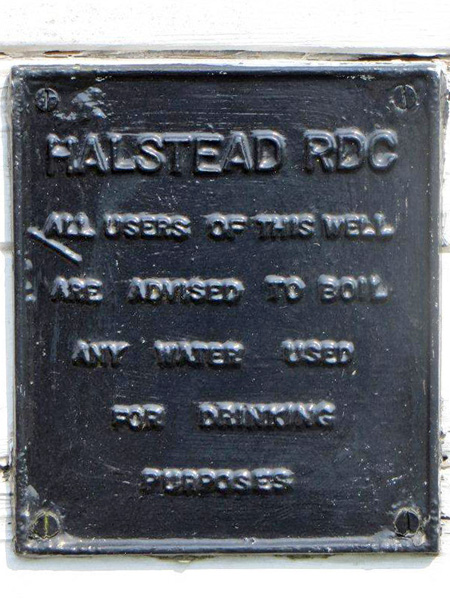 HALSTEAD RDC
ALL USERS OF THIS WELL
ARE ADVISED TO BOIL
ANY WATER USED
FOR DRINKING
PURPOSES